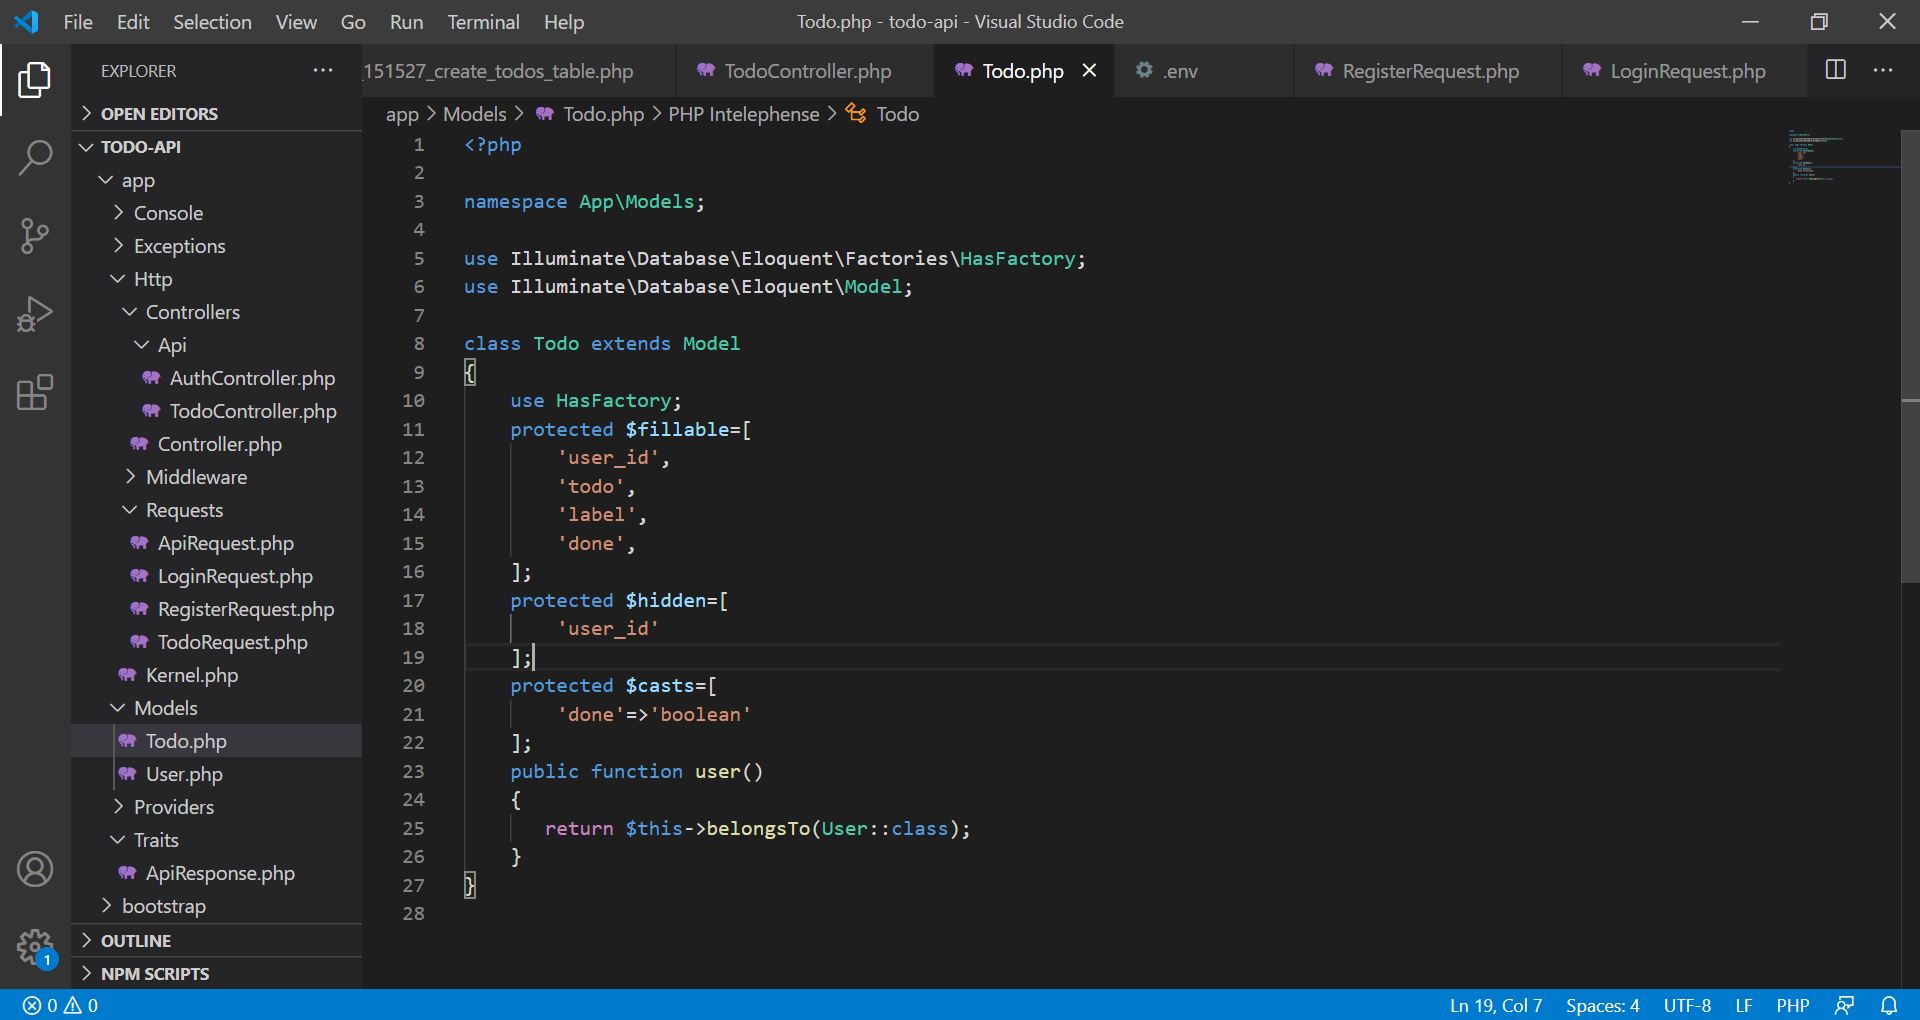 File Edit Selection View Go Run Terminal Help
Todo.php - todo-api - Visual Studio Code
EXPLORER
OPEN EDITORS
TODO-API
app
Console
Exceptions
Http
Controllers
Api
AuthController.php
TodoController.php
Controller.php
Middleware
Requests
ApiRequest.php
LoginRequest.php
RegisterRequest.php
TodoRequest.php
Kernel.php
Models
Todo.php
User.php
Providers
Traits
ApiResponse.php
bootstrap
OUTLINE
NPM SCRIPTS
1
_151527_create_todos_table.php TodoController.php Todo.php .env RegisterRequest.php LoginRequest.php
app > Models > Todo.php > PHP Intelephense > Todo
1 <?php
2
3 namespace App\Models;
4
5 use Illuminate\Database\Eloquent\Factories\HasFactory;
6 use Illuminate\Database\Eloquent\Model;
7
8 class Todo extends Model
9 {
10     use HasFactory;
11     protected $fillable=[
12         'user_id',
13         'todo',
14         'label',
15         'done',
16     ];
17     protected $hidden=[
18         'user_id'
19     ];
20     protected $casts=[
21         'done'=>'boolean'
22     ];
23     public function user()
24     {
25        return $this->belongsTo(User::class);
26     }
27 }
28
0 0
Ln 19, Col 7 Spaces: 4 UTF-8 LF PHP